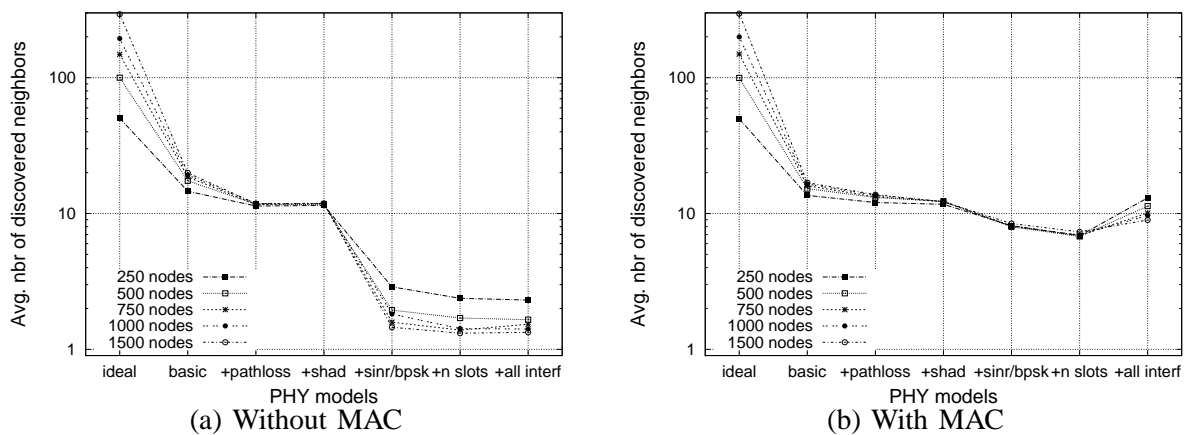 Avg. nbr of discovered neighbors
100
10
1
250 nodes
500 nodes
750 nodes
1000 nodes
1500 nodes
ideal basic +pathloss +shad +sinr/bpsk +n slots +all interf
PHY models
(a) Without MAC
Avg. nbr of discovered neighbors
100
10
1
250 nodes
500 nodes
750 nodes
1000 nodes
1500 nodes
ideal basic +pathloss +shad +sinr/bpsk +n slots +all interf
PHY models
(b) With MAC